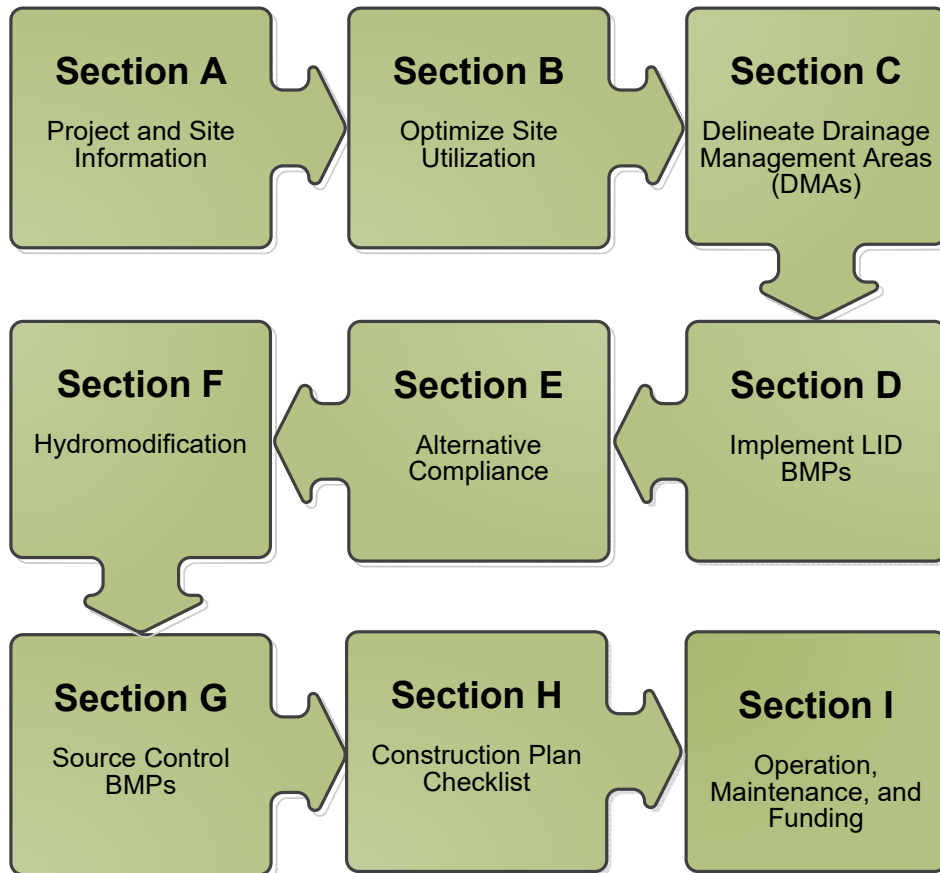 Section A
Project and Site
Information
Section B
Optimize Site
Utilization
Section C
Delineate Drainage
Management Areas
(DMAs)
Section D
Implement LID
BMPs
Section E
Alternative
Compliance
Section F
Hydromodification
Section G
Source Control
BMPs
Section H
Construction Plan
Checklist
Section I
Operation,
Maintenance, and
Funding